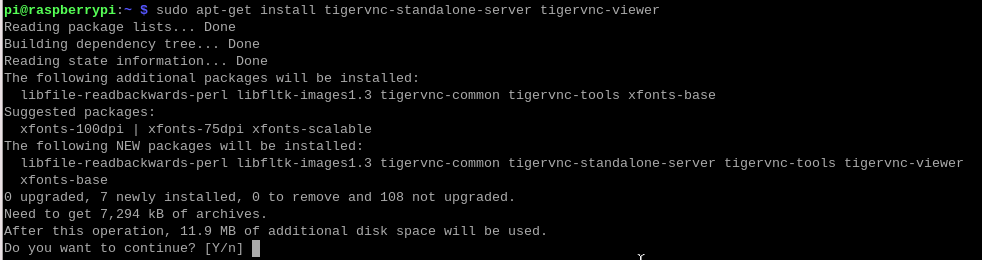 pi@raspberrypi:~ $ sudo apt-get install tigervnc-standalone-server tigervnc-viewer
Reading package lists... Done
Building dependency tree... Done
Reading state information... Done
The following additional packages will be installed:
  libfile-readbackwards-perl libfltk-images1.3 tigervnc-common tigervnc-tools xfonts-base
Suggested packages:
  xfonts-100dpi | xfonts-75dpi xfonts-scalable
The following NEW packages will be installed:
  libfile-readbackwards-perl libfltk-images1.3 tigervnc-common tigervnc-standalone-server tigervnc-tools tigervnc-viewer
  xfonts-base
0 upgraded, 7 newly installed, 0 to remove and 108 not upgraded.
Need to get 7,294 kB of archives.
After this operation, 11.9 MB of additional disk space will be used.
Do you want to continue? [Y/n]